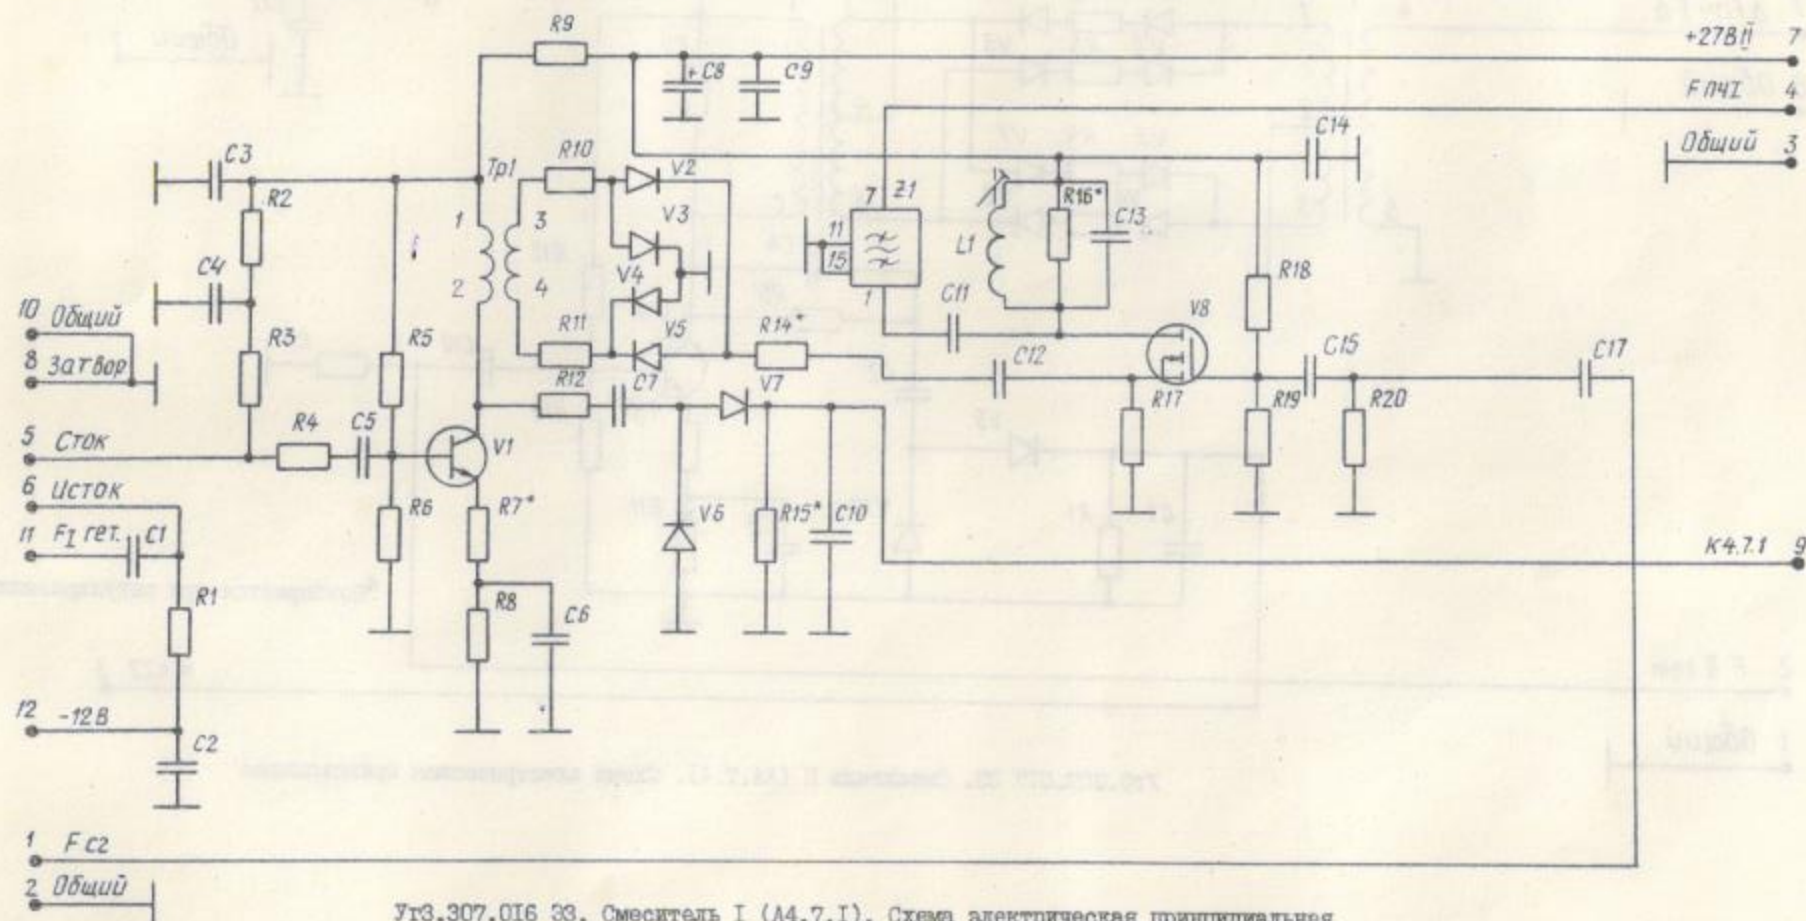 R9
+27В II 7
+ C8
C9
F ПЧI 4
C14
Общий 3
C3
R10
Тр1
V2
7 Z1
R16*
R2
V3
C13
1
3
11
L1
15
C4
V4
R18
2
4
1
C11
V8
10 Общий
R3
R5
R11
V5
R14*
C12
C15
C17
8 Затвор
R12
C7
V7
R17
R19
R20
R4
C5
5 Сток
V1
6 Исток
R6
R7*
V6
R15*
C10
11 FI гет. C1
К4.7.1 9
R1
R8
C6
12 -12В
C2
1 F с2
2 Общий
Уг3.307.016 Э3. Смеситель I (А4.7.I). Схема электрическая принципиальная